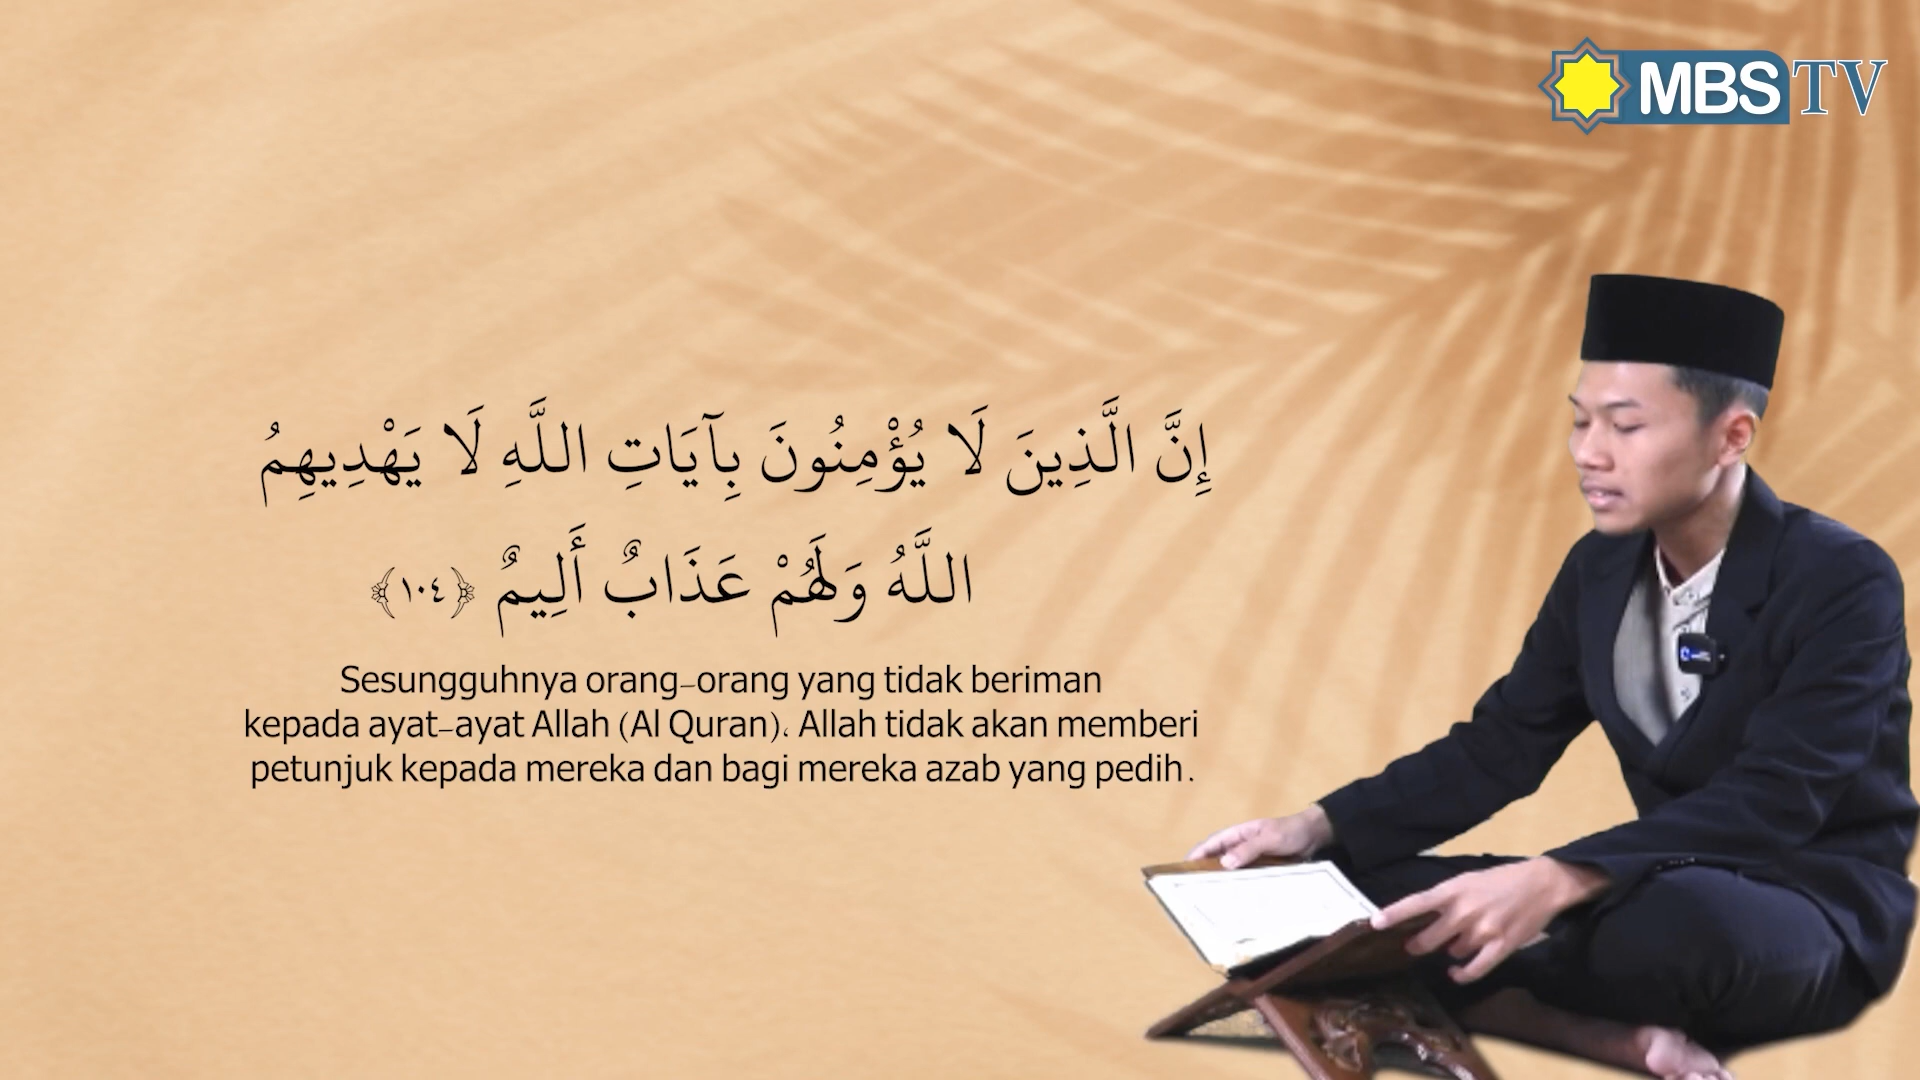 MBS TV
إِنَّ الَّذِينَ لَا يُؤْمِنُونَ بِآيَاتِ اللَّهِ لَا يَهْدِيهِمُ
اللَّهُ وَلَهُمْ عَذَابٌ أَلِيمٌ ﴿١٠٤﴾
Sesungguhnya orang-orang yang tidak beriman
kepada ayat-ayat Allah (Al Quran)، Allah tidak akan memberi
petunjuk kepada mereka dan bagi mereka azab yang pedih.